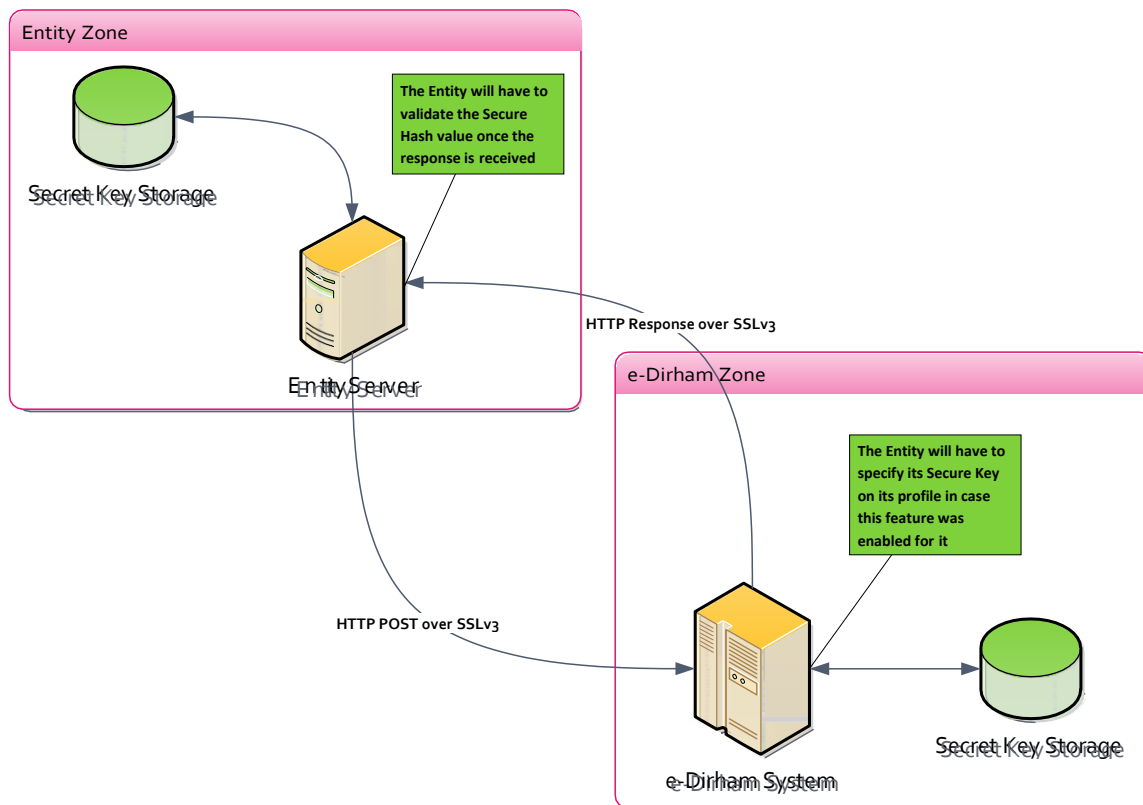 Entity Zone
The Entity will have to
validate the Secure
Hash value once the
response is received
Secret Key Storage
Entity Server
HTTP Response over SSLv3
e-Dirham Zone
The Entity will have to
specify its Secure Key
on its profile in case
this feature was
enabled for it
HTTP POST over SSLv3
Secret Key Storage
e-Dirham System